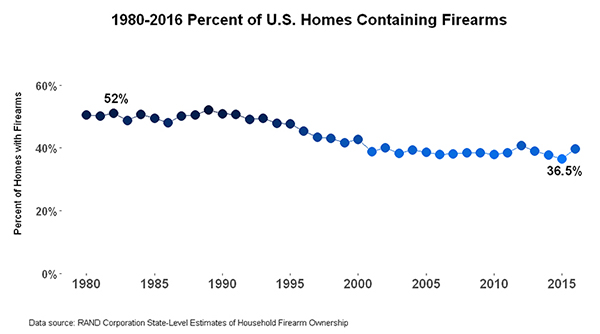 1980-2016 Percent of U.S. Homes Containing Firearms
Percent of Homes with Firearms
60%
52%
40%
36.5%
20%
0%
1980 1985 1990 1995 2000 2005 2010 2015
Data source: RAND Corporation State-Level Estimates of Household Firearm Ownership